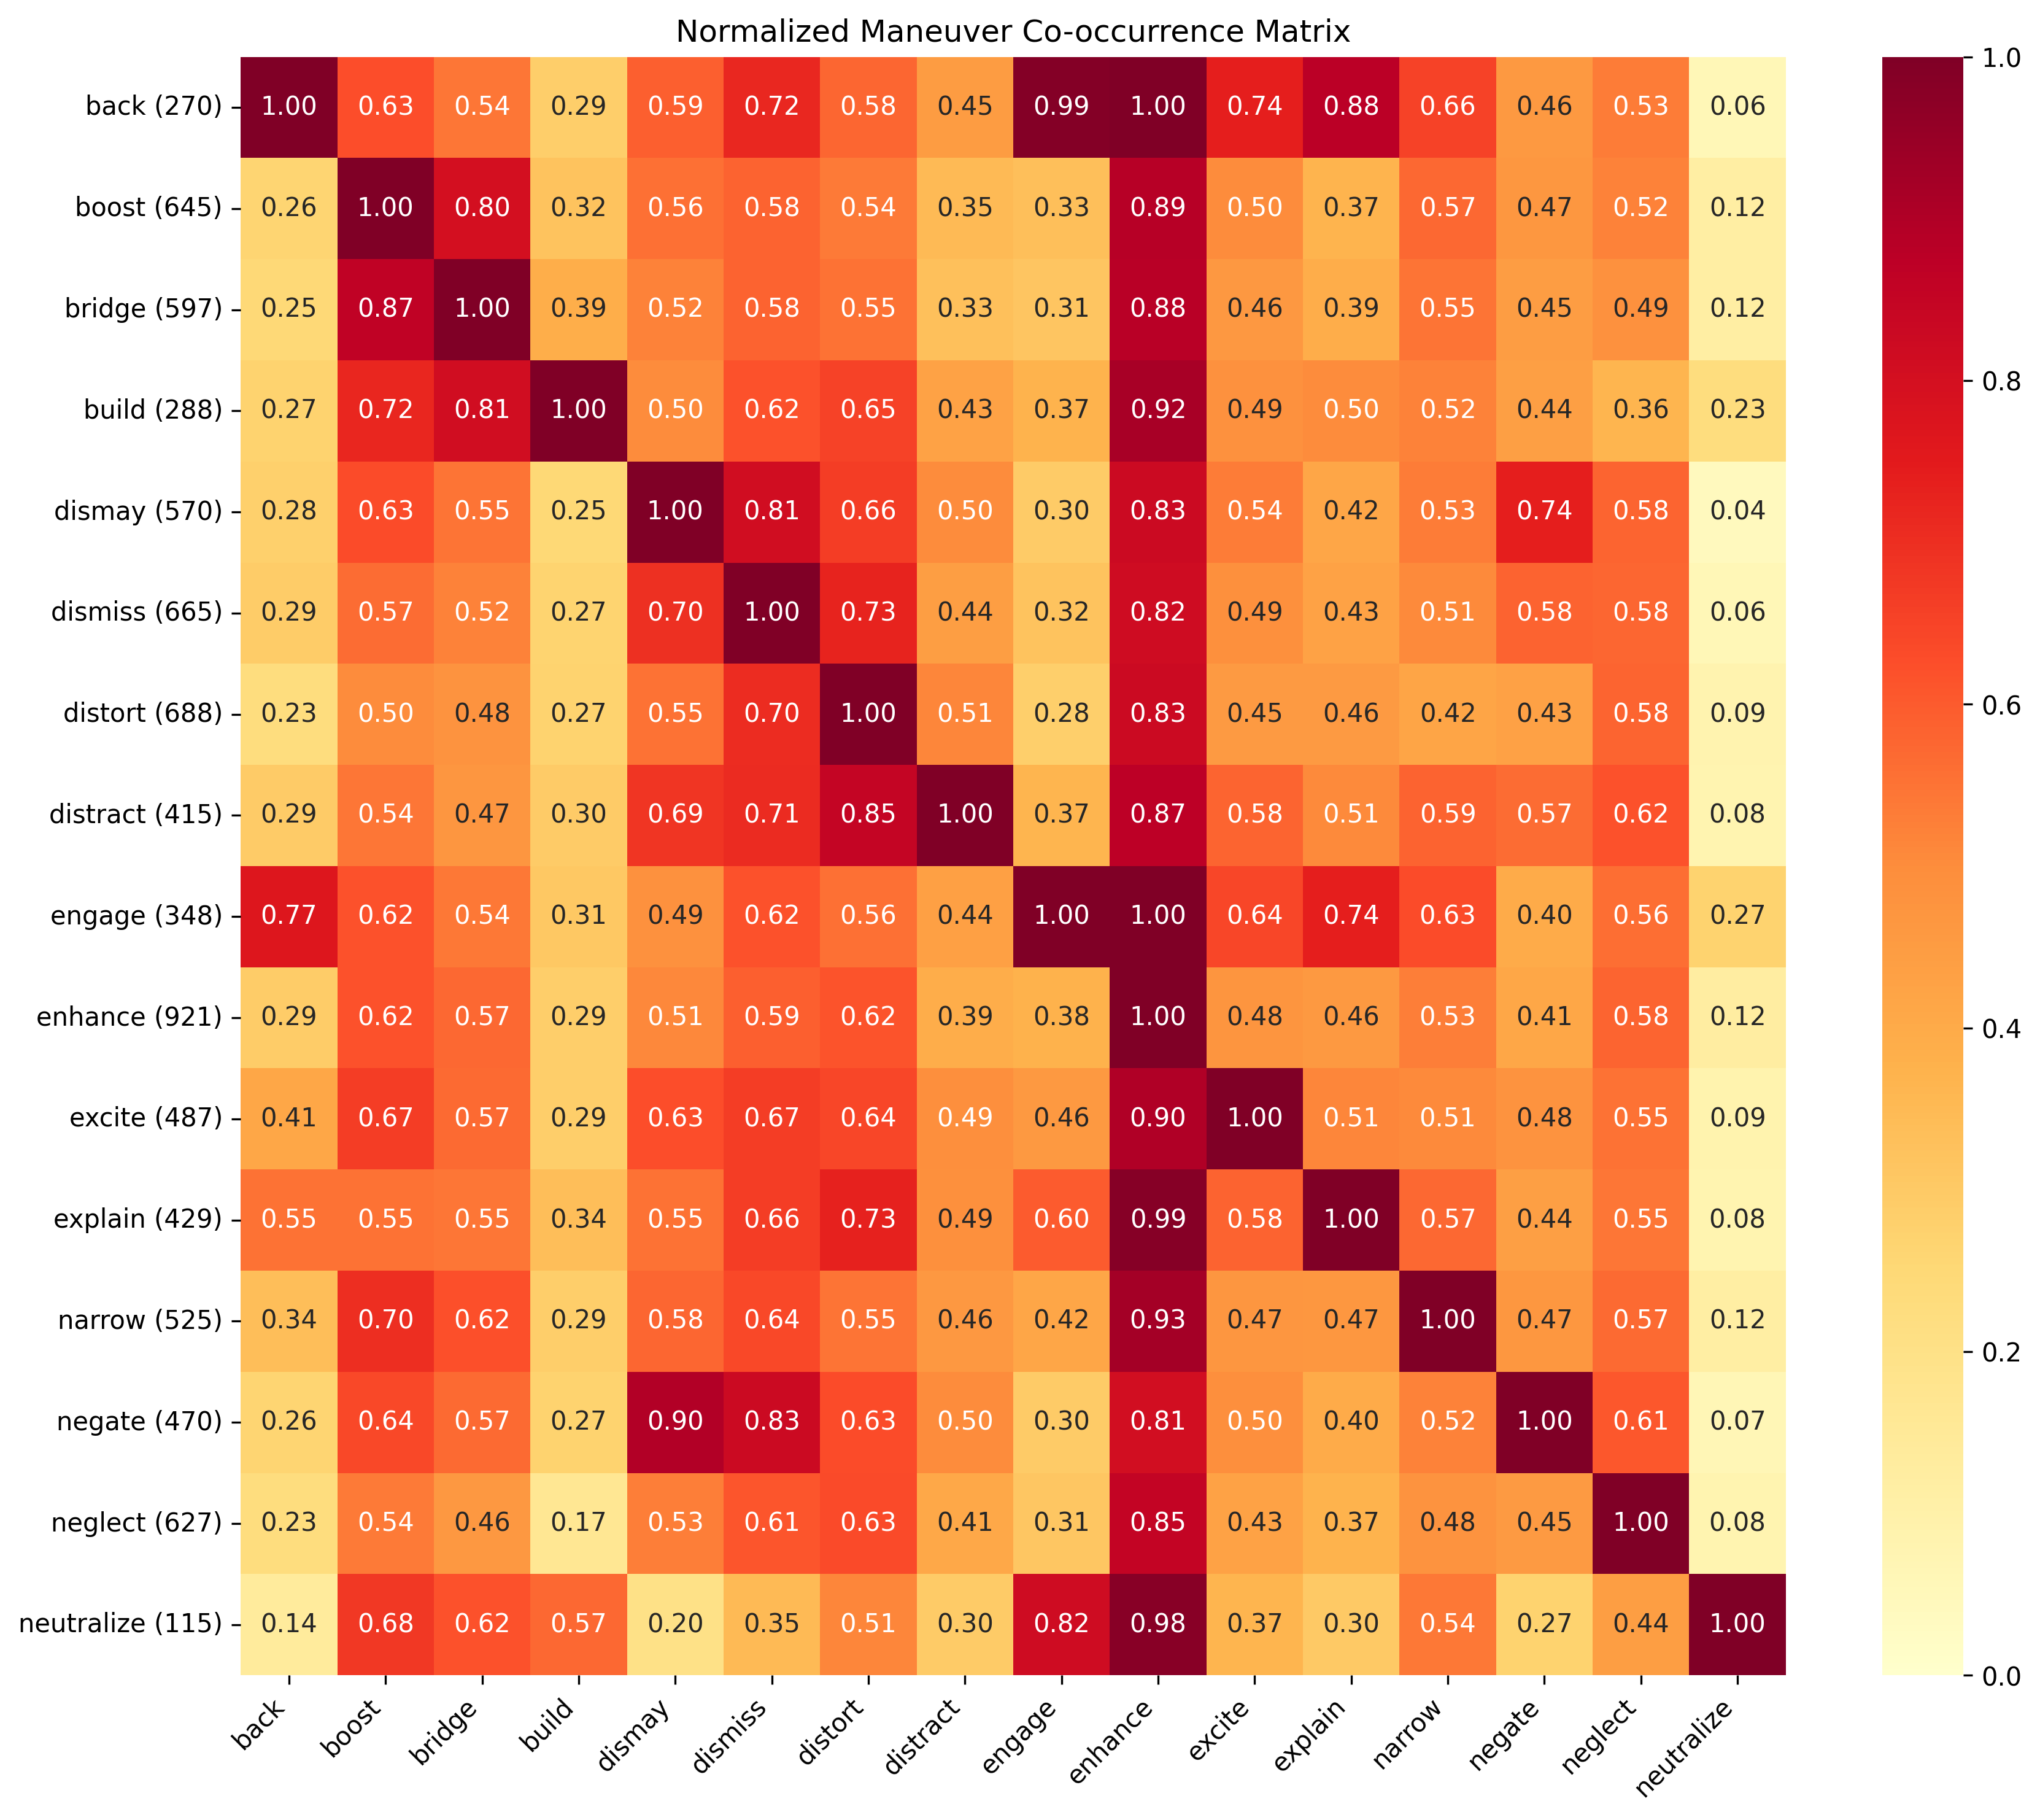 Normalized Maneuver Co-occurrence Matrix
back (270) 1.00 0.63 0.54 0.29 0.59 0.72 0.58 0.45 0.99 1.00 0.74 0.88 0.66 0.46 0.53 0.06
boost (645) 0.26 1.00 0.80 0.32 0.56 0.58 0.54 0.35 0.33 0.89 0.50 0.37 0.57 0.47 0.52 0.12
bridge (597) 0.25 0.87 1.00 0.39 0.52 0.58 0.55 0.33 0.31 0.88 0.46 0.39 0.55 0.45 0.49 0.12
build (288) 0.27 0.72 0.81 1.00 0.50 0.62 0.65 0.43 0.37 0.92 0.49 0.50 0.52 0.44 0.36 0.23
dismay (570) 0.28 0.63 0.55 0.25 1.00 0.81 0.66 0.50 0.30 0.83 0.54 0.42 0.53 0.74 0.58 0.04
dismiss (665) 0.29 0.57 0.52 0.27 0.70 1.00 0.73 0.44 0.32 0.82 0.49 0.43 0.51 0.58 0.58 0.06
distort (688) 0.23 0.50 0.48 0.27 0.55 0.70 1.00 0.51 0.28 0.83 0.45 0.46 0.42 0.43 0.58 0.09
distract (415) 0.29 0.54 0.47 0.30 0.69 0.71 0.85 1.00 0.37 0.87 0.58 0.51 0.59 0.57 0.62 0.08
engage (348) 0.77 0.62 0.54 0.31 0.49 0.62 0.56 0.44 1.00 1.00 0.64 0.74 0.63 0.40 0.56 0.27
enhance (921) 0.29 0.62 0.57 0.29 0.51 0.59 0.62 0.39 0.38 1.00 0.48 0.46 0.53 0.41 0.58 0.12
excite (487) 0.41 0.67 0.57 0.29 0.63 0.67 0.64 0.49 0.46 0.90 1.00 0.51 0.51 0.48 0.55 0.09
explain (429) 0.55 0.55 0.55 0.34 0.55 0.66 0.73 0.49 0.60 0.99 0.58 1.00 0.57 0.44 0.55 0.08
narrow (525) 0.34 0.70 0.62 0.29 0.58 0.64 0.55 0.46 0.42 0.93 0.47 0.47 1.00 0.47 0.57 0.12
negate (470) 0.26 0.64 0.57 0.27 0.90 0.83 0.63 0.50 0.30 0.81 0.50 0.40 0.52 1.00 0.61 0.07
neglect (627) 0.23 0.54 0.46 0.17 0.53 0.61 0.63 0.41 0.31 0.85 0.43 0.37 0.48 0.45 1.00 0.08
neutralize (115) 0.14 0.68 0.62 0.57 0.20 0.35 0.51 0.30 0.82 0.98 0.37 0.30 0.54 0.27 0.44 1.00
back boost bridge build dismay dismiss distort distract engage enhance excite explain narrow negate neglect neutralize
1.0
0.8
0.6
0.4
0.2
0.0